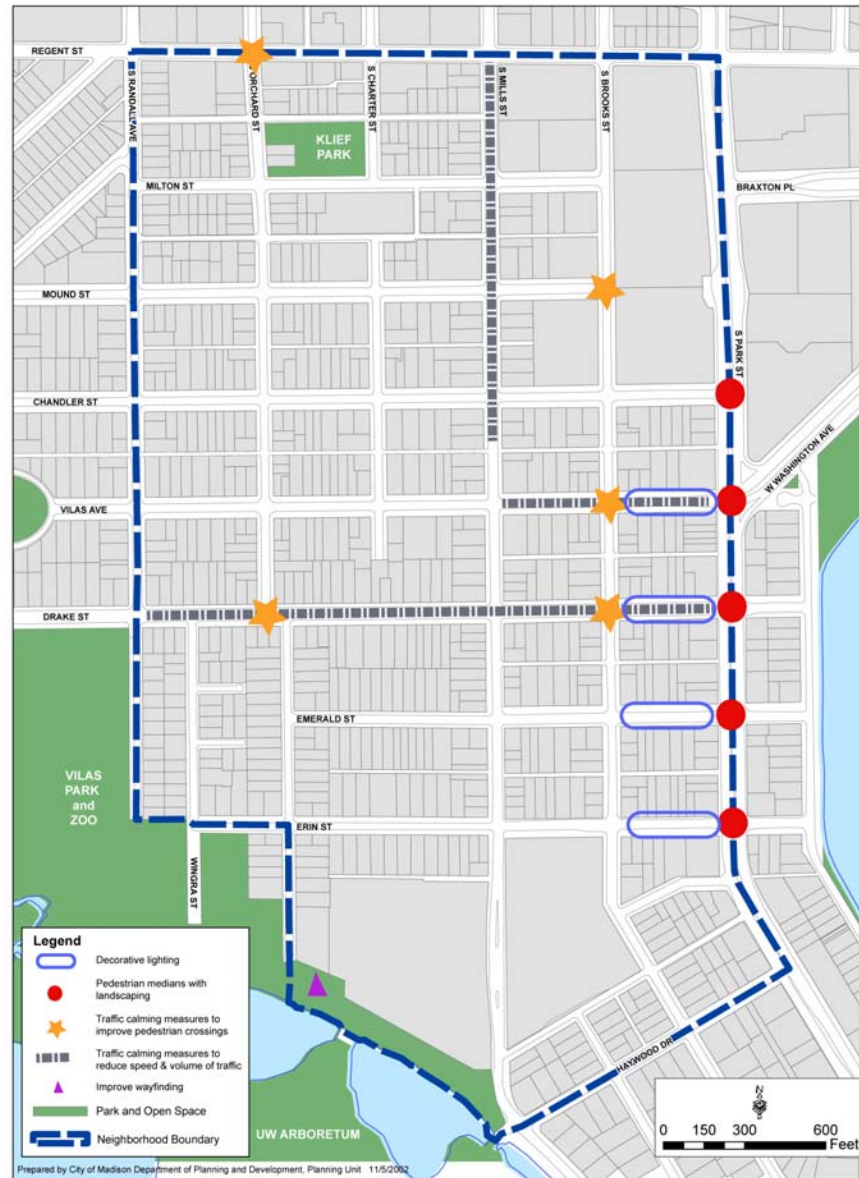 REGENT ST
S RANDALL AVE
ORCHARD ST
S CHARTER ST
S MILLS ST
S BROOKS ST
KLIEF
PARK
MILTON ST
BRAXTON PL
MOUND ST
S PARK ST
CHANDLER ST
W WASHINGTON AVE
VILAS AVE
DRAKE ST
EMERALD ST
VILAS
PARK
and
ZOO
ERIN ST
WINGRA ST
HAYWOOD DR
Legend
Decorative lighting
Pedestrian medians with
landscaping
Traffic calming measures to
improve pedestrian crossings
Traffic calming measures to
reduce speed & volume of traffic
Improve wayfinding
Park and Open Space
Neighborhood Boundary
UW ARBORETUM
N
0 150 300 600
Feet
Prepared by City of Madison Department of Planning and Development, Planning Unit 11/5/2002